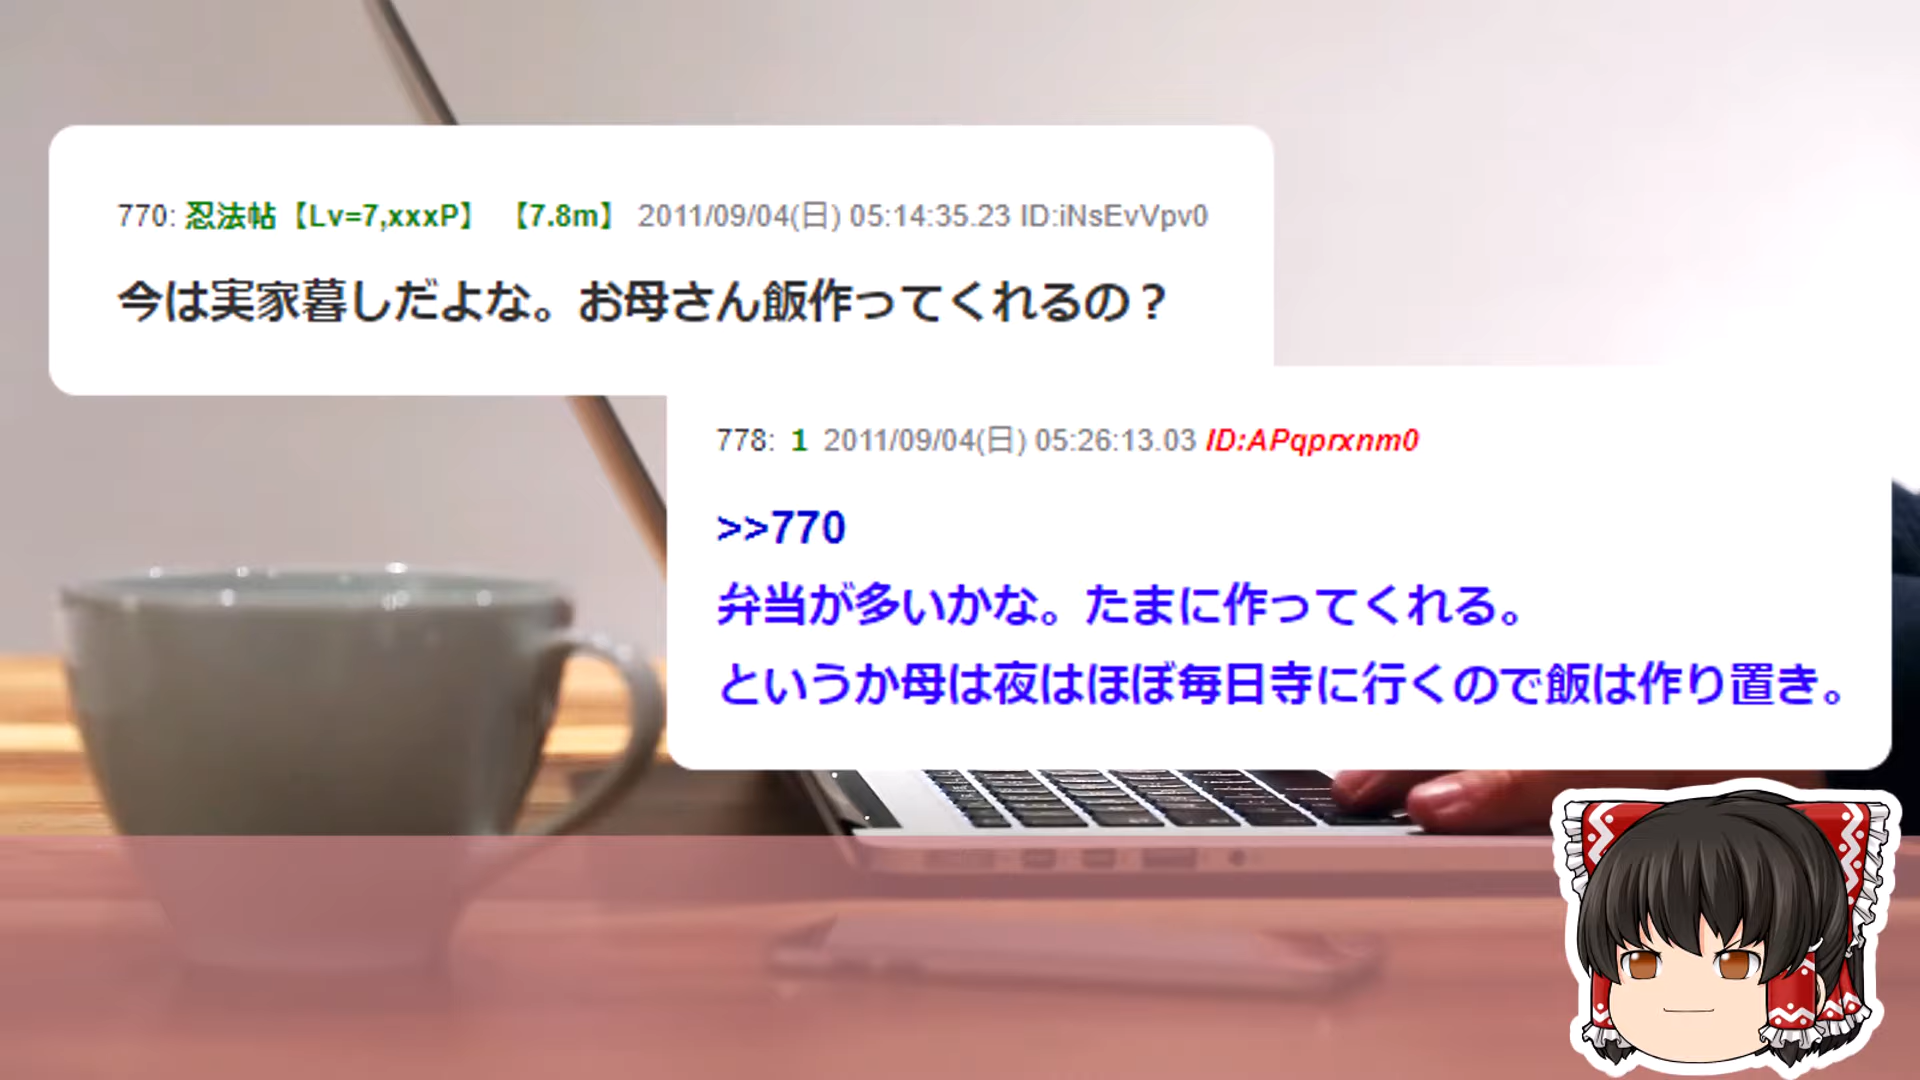 770: 忍法帖【Lv=7,xxxP】 【7.8m】 2011/09/04(日) 05:14:35.23 ID:iNsEvVpv0
今は実家暮しだよな。お母さん飯作ってくれるの？
778: 1 2011/09/04(日) 05:26:13.03 ID:APqprxnm0
>>770
弁当が多いかな。たまに作ってくれる。
というか母は夜はほぼ毎日寺に行くので飯は作り置き。